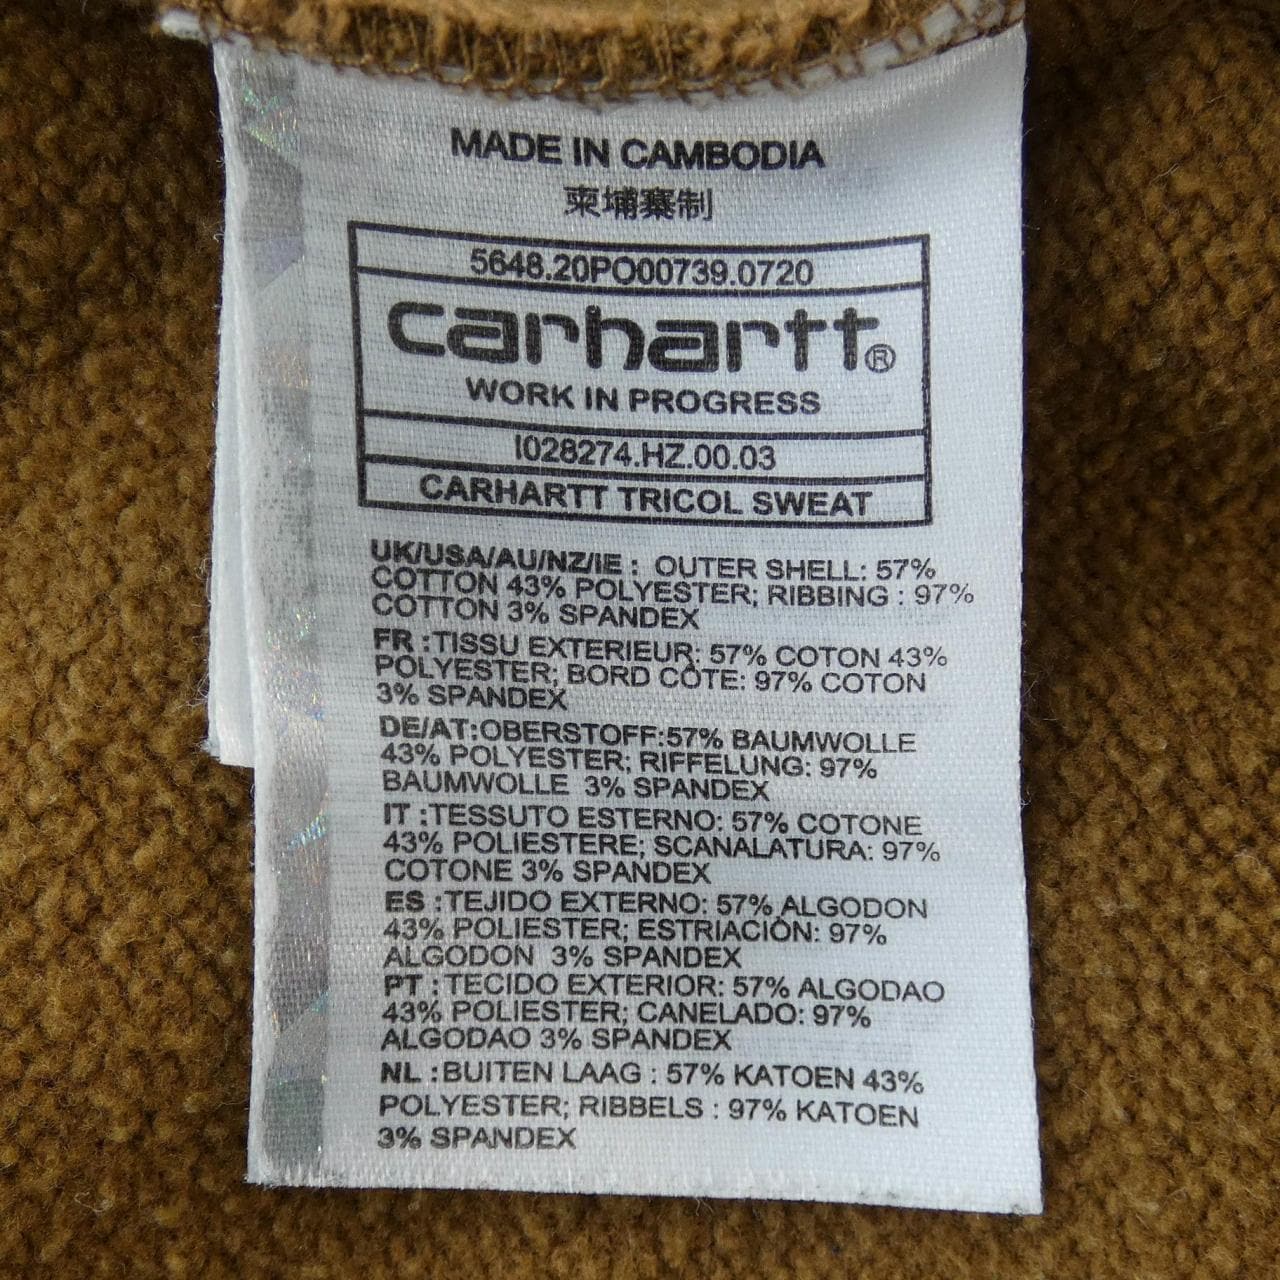 MADE IN CAMBODIA
柬埔寨制
5648.20PO00739.0720
carhartt®
WORK IN PROGRESS
I028274.HZ.00.03
CARHARTT TRICOL SWEAT
UK/USA/AU/NZ/IE : OUTER SHELL: 57%
COTTON 43% POLYESTER; RIBBING : 97%
COTTON 3% SPANDEX
FR :TISSU EXTERIEUR: 57% COTON 43%
POLYESTER; BORD CÔTE: 97% COTON
3% SPANDEX
DE/AT:OBERSTOFF:57% BAUMWOLLE
43% POLYESTER; RIFFELUNG: 97%
BAUMWOLLE 3% SPANDEX
IT :TESSUTO ESTERNO: 57% COTONE
43% POLIESTERE; SCANALATURA: 97%
COTONE 3% SPANDEX
ES :TEJIDO EXTERNO: 57% ALGODON
43% POLIESTER; ESTRIACIÓN: 97%
ALGODON 3% SPANDEX
PT :TECIDO EXTERIOR: 57% ALGODAO
43% POLIESTER; CANELADO: 97%
ALGODAO 3% SPANDEX
NL :BUITEN LAAG : 57% KATOEN 43%
POLYESTER; RIBBELS : 97% KATOEN
3% SPANDEX